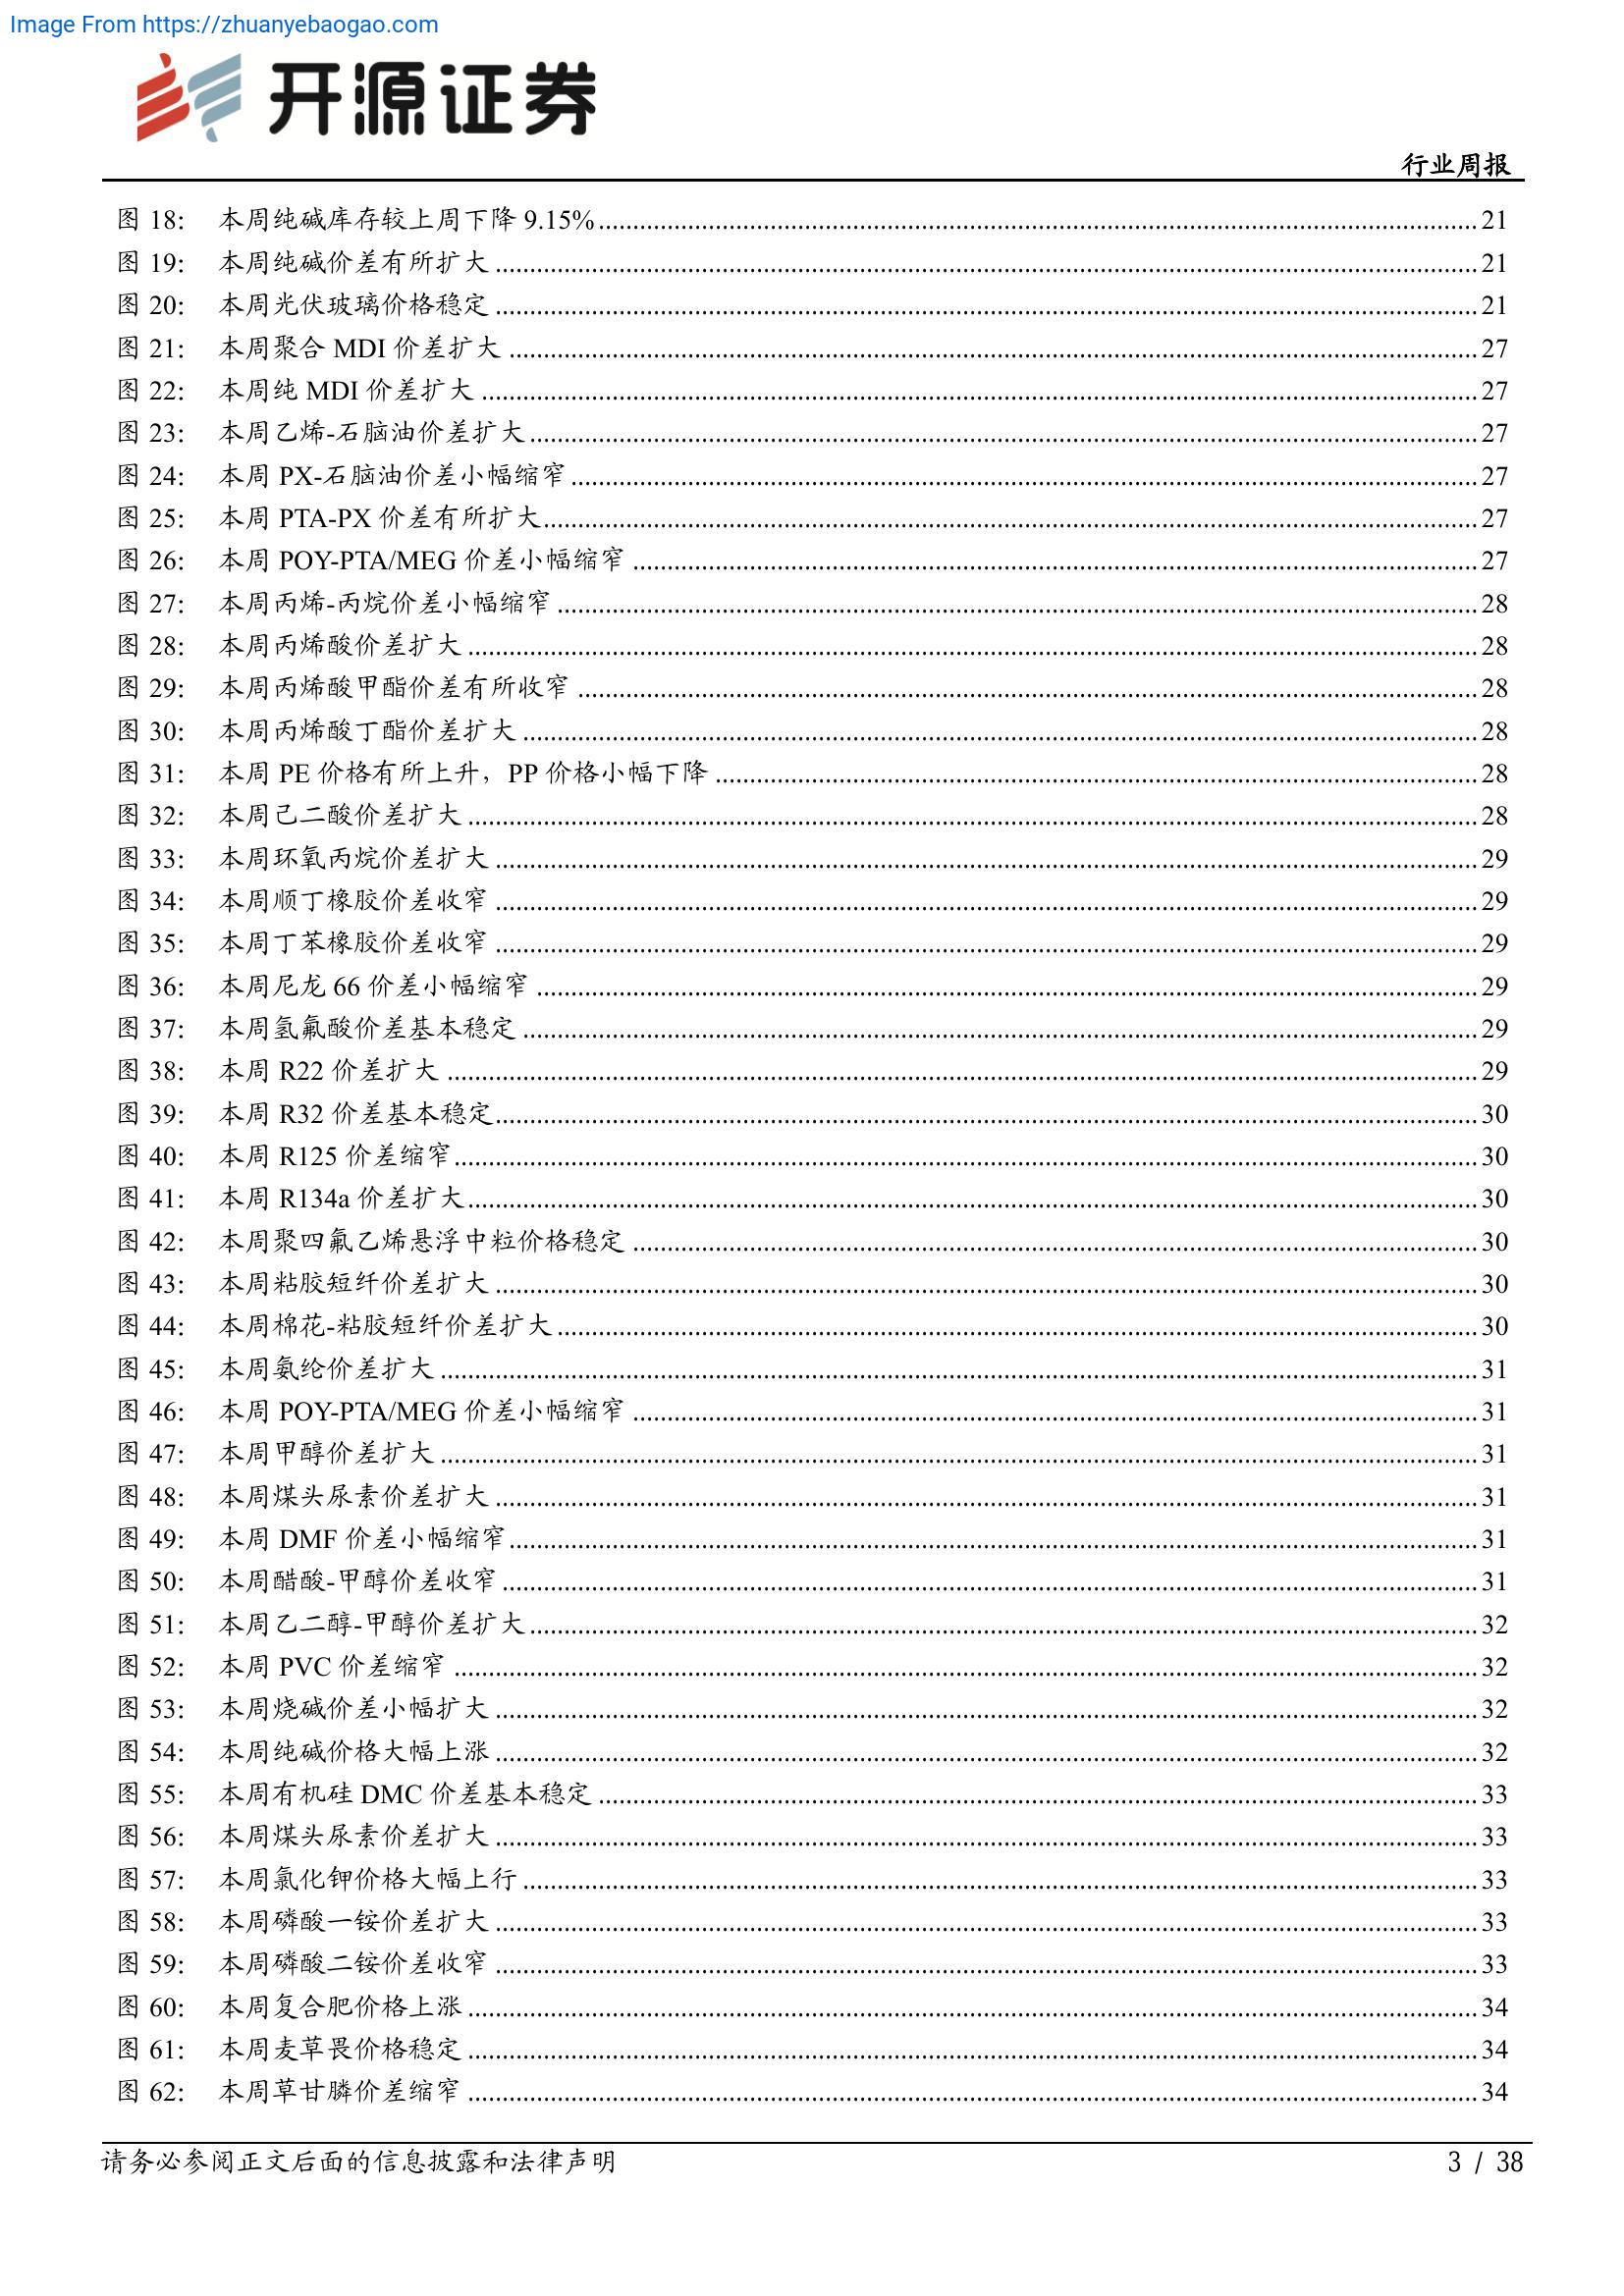 Image From https://zhuanyebaogao.com
开源证券
行业周报
图 18: 本周纯碱库存较上周下降 9.15%....................21
图 19: 本周纯碱价差有所扩大....................21
图 20: 本周光伏玻璃价格稳定....................21
图 21: 本周聚合 MDI 价差扩大....................27
图 22: 本周纯 MDI 价差扩大....................27
图 23: 本周乙烯-石脑油价差扩大....................27
图 24: 本周 PX-石脑油价差小幅缩窄....................27
图 25: 本周 PTA-PX 价差有所扩大....................27
图 26: 本周 POY-PTA/MEG 价差小幅缩窄....................27
图 27: 本周丙烯-丙烷价差小幅缩窄....................28
图 28: 本周丙烯酸价差扩大....................28
图 29: 本周丙烯酸甲酯价差有所收窄....................28
图 30: 本周丙烯酸丁酯价差扩大....................28
图 31: 本周 PE 价格有所上升，PP 价格小幅下降....................28
图 32: 本周己二酸价差扩大....................28
图 33: 本周环氧丙烷价差扩大....................29
图 34: 本周顺丁橡胶价差收窄....................29
图 35: 本周丁苯橡胶价差收窄....................29
图 36: 本周尼龙 66 价差小幅缩窄....................29
图 37: 本周氢氟酸价差基本稳定....................29
图 38: 本周 R22 价差扩大....................29
图 39: 本周 R32 价差基本稳定....................30
图 40: 本周 R125 价差缩窄....................30
图 41: 本周 R134a 价差扩大....................30
图 42: 本周聚四氟乙烯悬浮中粒价格稳定....................30
图 43: 本周粘胶短纤价差扩大....................30
图 44: 本周棉花-粘胶短纤价差扩大....................30
图 45: 本周氨纶价差扩大....................31
图 46: 本周 POY-PTA/MEG 价差小幅缩窄....................31
图 47: 本周甲醇价差扩大....................31
图 48: 本周煤头尿素价差扩大....................31
图 49: 本周 DMF 价差小幅缩窄....................31
图 50: 本周醋酸-甲醇价差收窄....................31
图 51: 本周乙二醇-甲醇价差扩大....................32
图 52: 本周 PVC 价差缩窄....................32
图 53: 本周烧碱价差小幅扩大....................32
图 54: 本周纯碱价格大幅上涨....................32
图 55: 本周有机硅 DMC 价差基本稳定....................33
图 56: 本周煤头尿素价差扩大....................33
图 57: 本周氯化钾价格大幅上行....................33
图 58: 本周磷酸一铵价差扩大....................33
图 59: 本周磷酸二铵价差收窄....................33
图 60: 本周复合肥价格上涨....................34
图 61: 本周麦草畏价格稳定....................34
图 62: 本周草甘膦价差缩窄....................34
请务必参阅正文后面的信息披露和法律声明 3 / 38